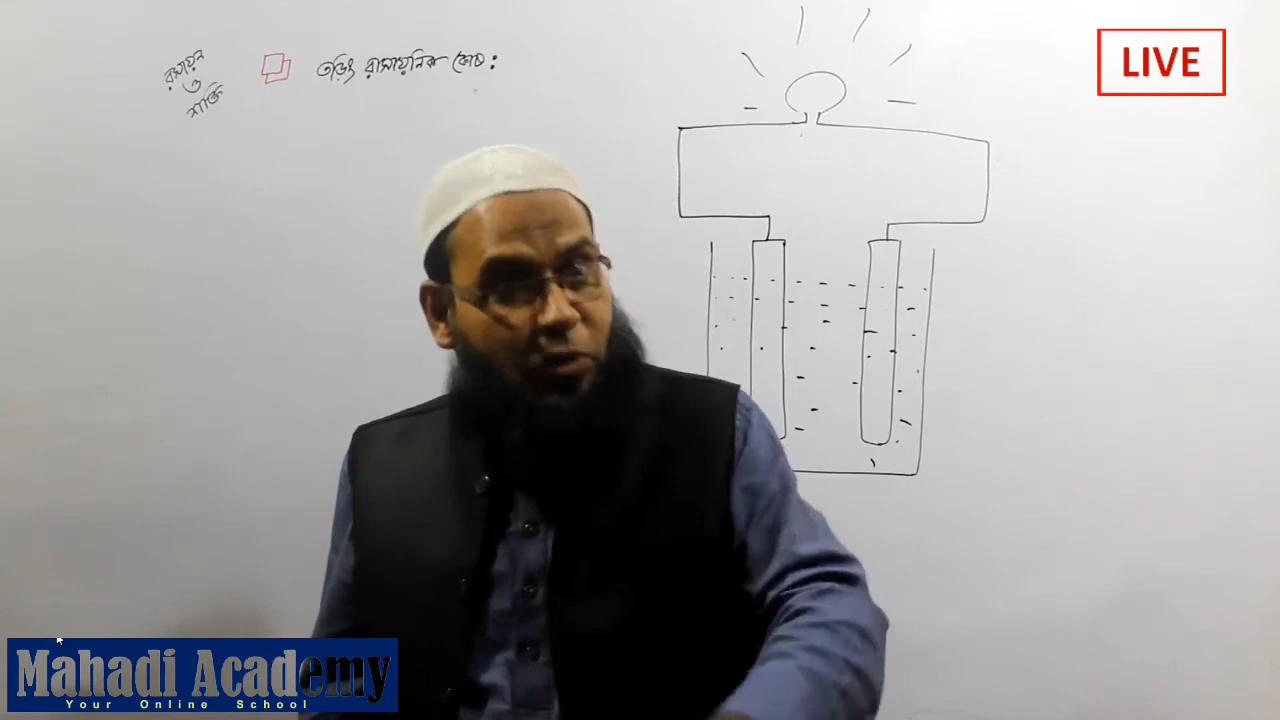 রসায়ন
ও
শক্তি
তড়িৎ রাসায়নিক কোষ :
LIVE
Mahadi Academy
Your Online School